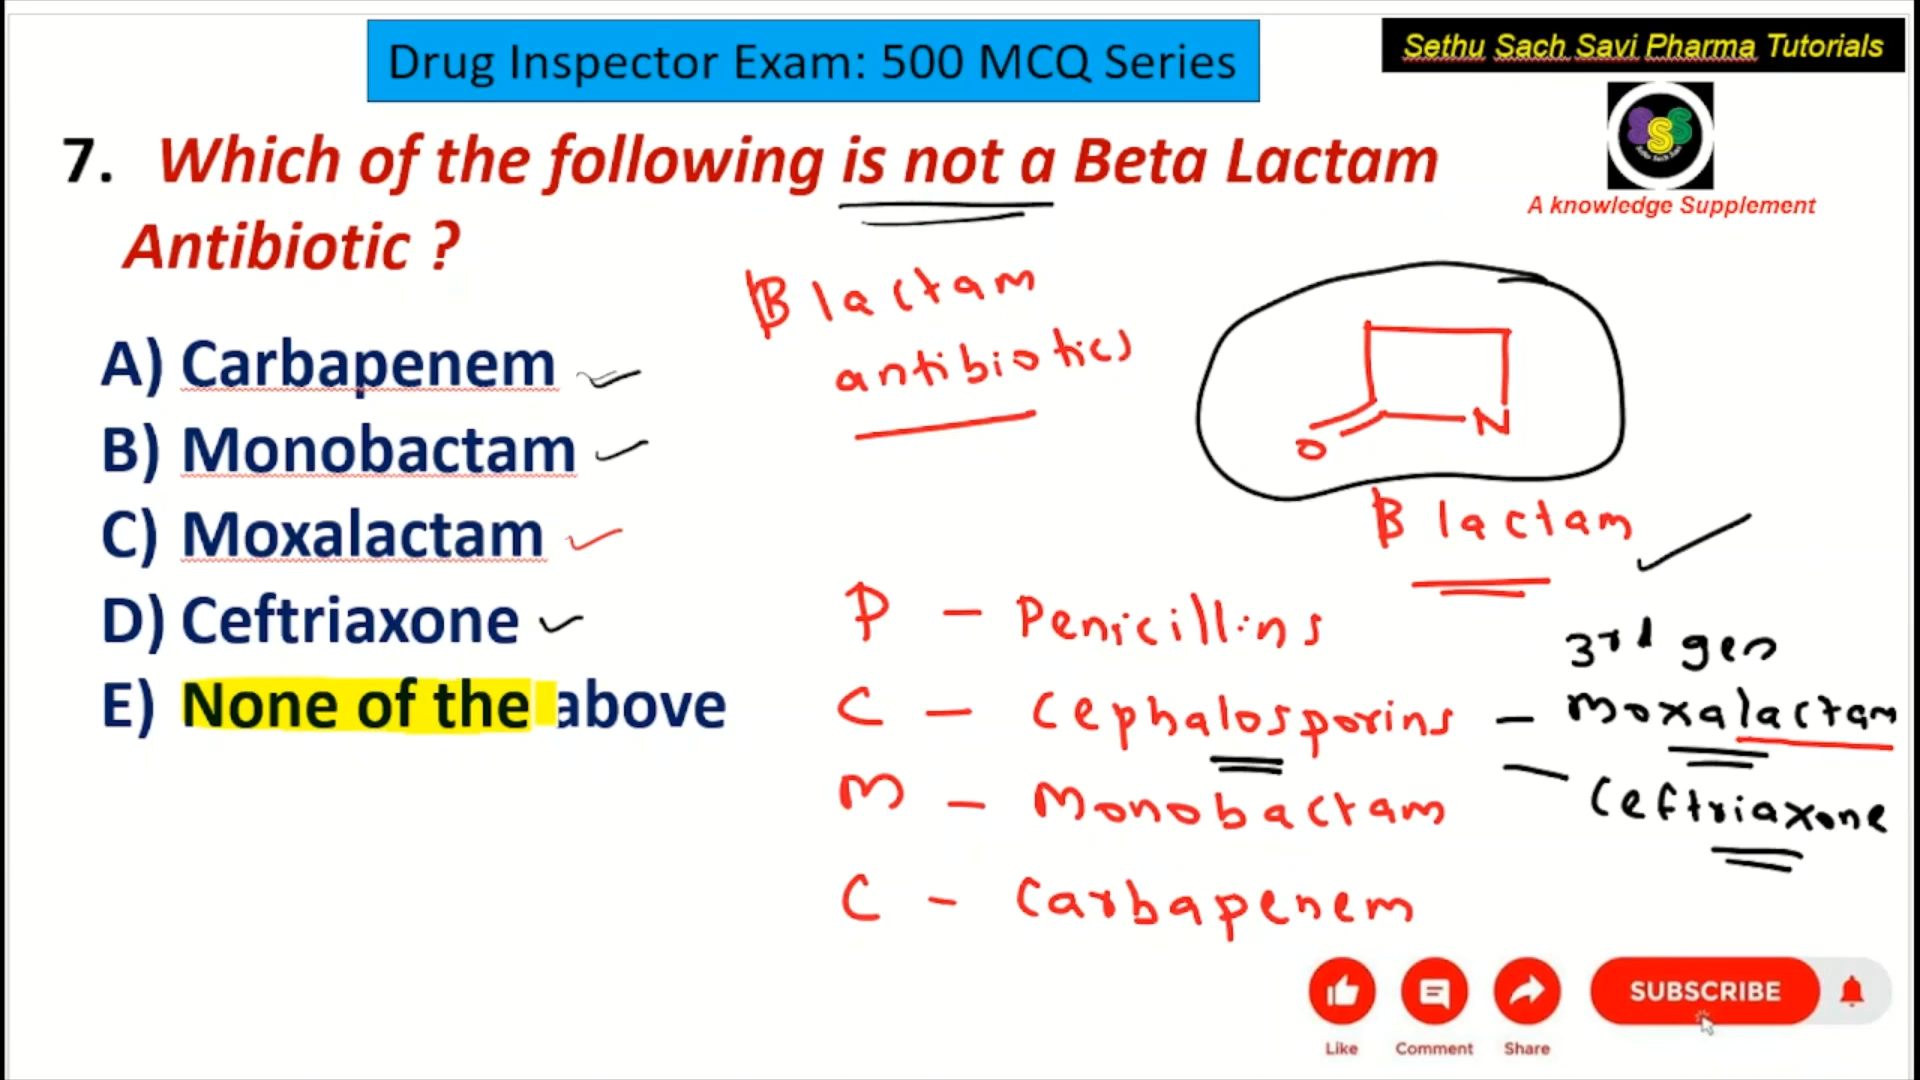 Drug Inspector Exam: 500 MCQ Series
Sethu Sach Savi Pharma Tutorials
SSS
A knowledge Supplement
7. Which of the following is not a Beta Lactam
Antibiotic ?
A) Carbapenem
B) Monobactam
C) Moxalactam
D) Ceftriaxone
E) None of the above
B lactam
antibiotics
O
N
B lactam
P - Penicillins
C - Cephalosporins - moxalactam
3rd gen
- Ceftriaxone
M - Monobactam
C - Carbapenem
Like
Comment
Share
SUBSCRIBE